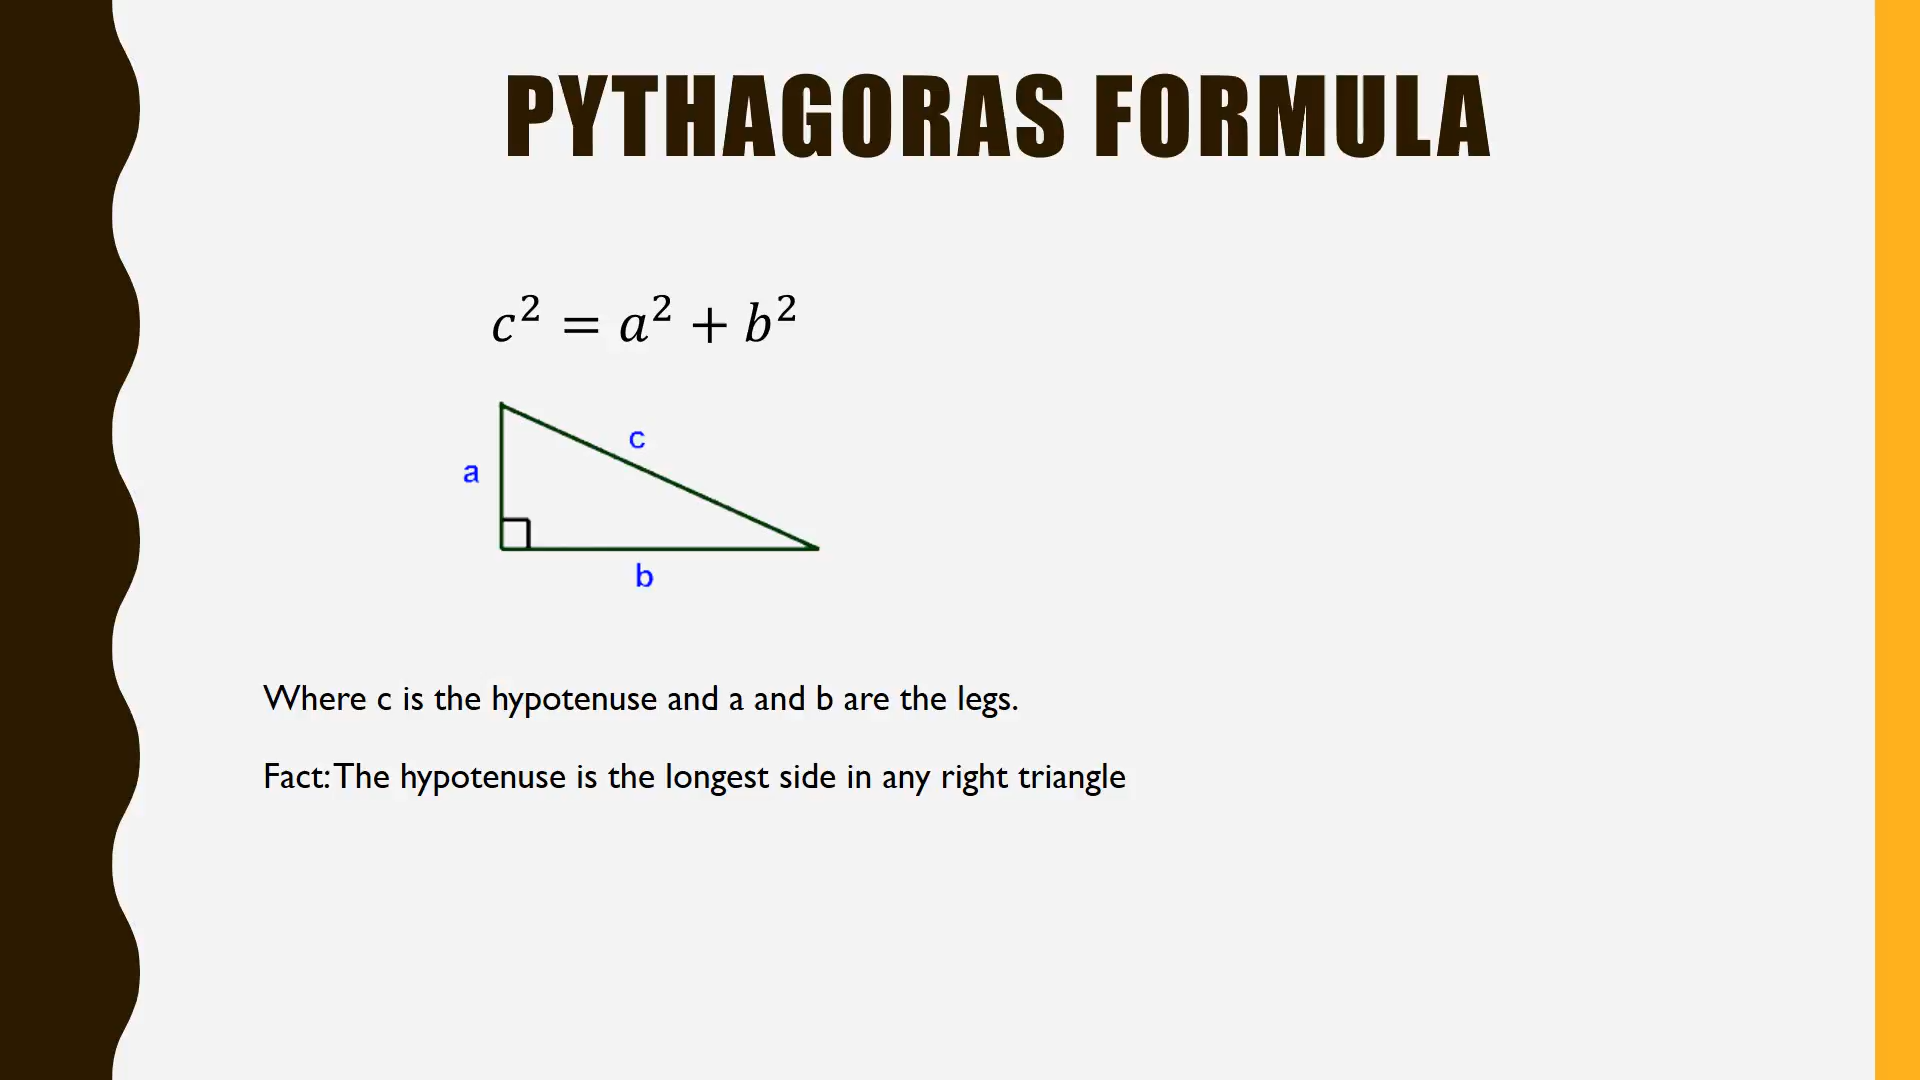 PYTHAGORAS FORMULA
c² = a² + b²
c
a
b
Where c is the hypotenuse and a and b are the legs.
Fact: The hypotenuse is the longest side in any right triangle